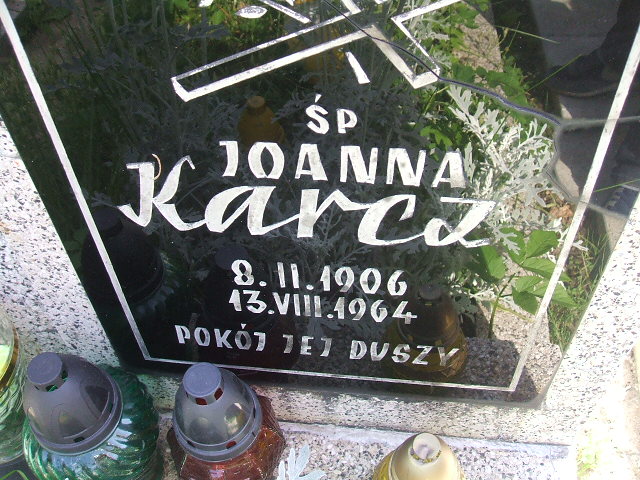 ŚP
JOANNA
Karcz
8.II.1906
13.VIII.1964
POKÓJ JEJ DUSZY